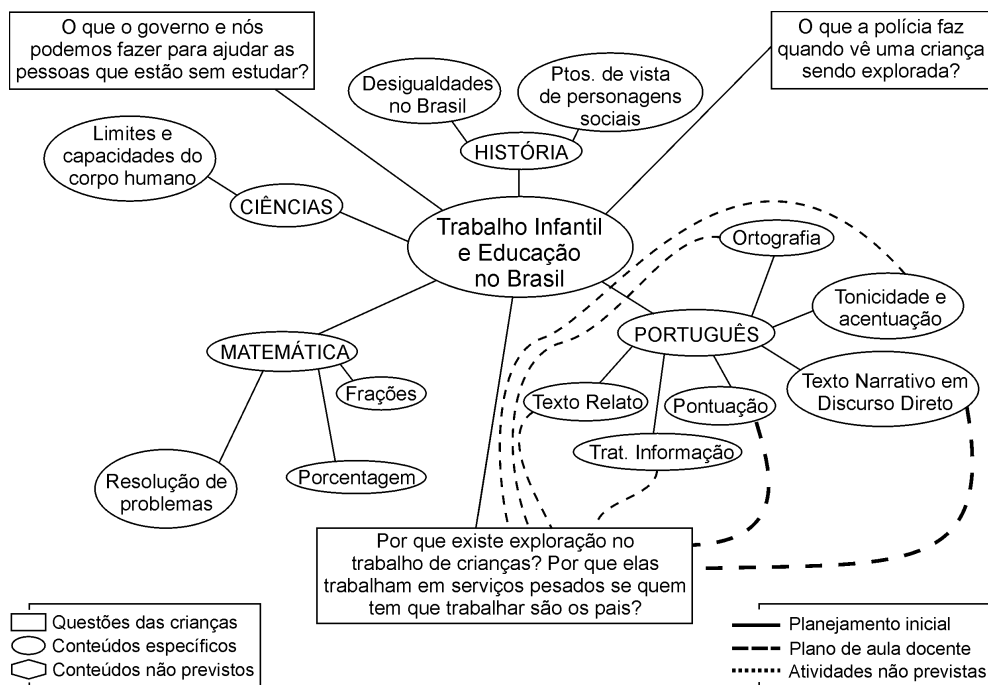 O que o governo e nós
podemos fazer para ajudar as
pessoas que estão sem estudar?
O que a polícia faz
quando vê uma criança
sendo explorada?
Desigualdades
no Brasil
Ptos. de vista
de personagens
sociais
HISTÓRIA
Limites e
capacidades do
corpo humano
CIÊNCIAS
Trabalho Infantil
e Educação
no Brasil
Ortografia
Tonicidade e
acentuação
PORTUGUÊS
MATEMÁTICA
Frações
Texto Relato
Pontuação
Texto Narrativo em
Discurso Direto
Trat. Informação
Resolução de
problemas
Porcentagem
Por que existe exploração no
trabalho de crianças? Por que elas
trabalham em serviços pesados se quem
tem que trabalhar são os pais?
Questões das crianças
Conteúdos específicos
Conteúdos não previstos
Planejamento inicial
Plano de aula docente
Atividades não previstas